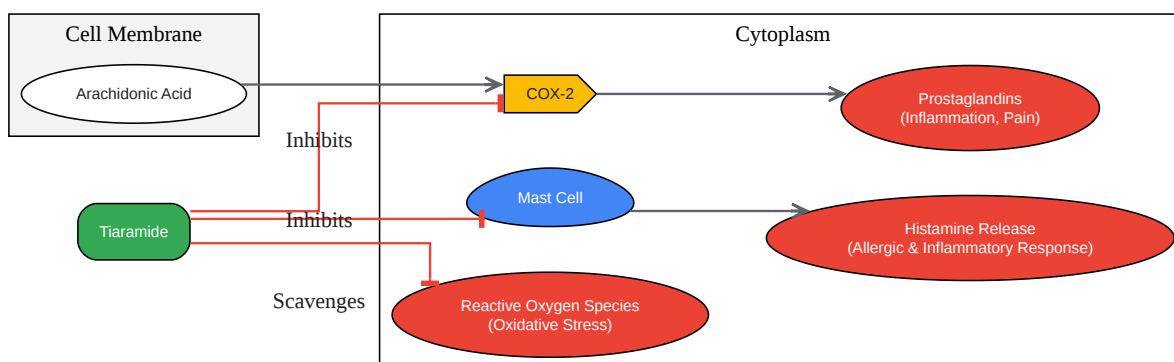 Cell Membrane
Cytoplasm
Arachidonic Acid
COX-2
Prostaglandins
(Inflammation, Pain)
Inhibits
Mast Cell
Tiaramide
Inhibits
Histamine Release
(Allergic & Inflammatory Response)
Scavenges
Reactive Oxygen Species
(Oxidative Stress)